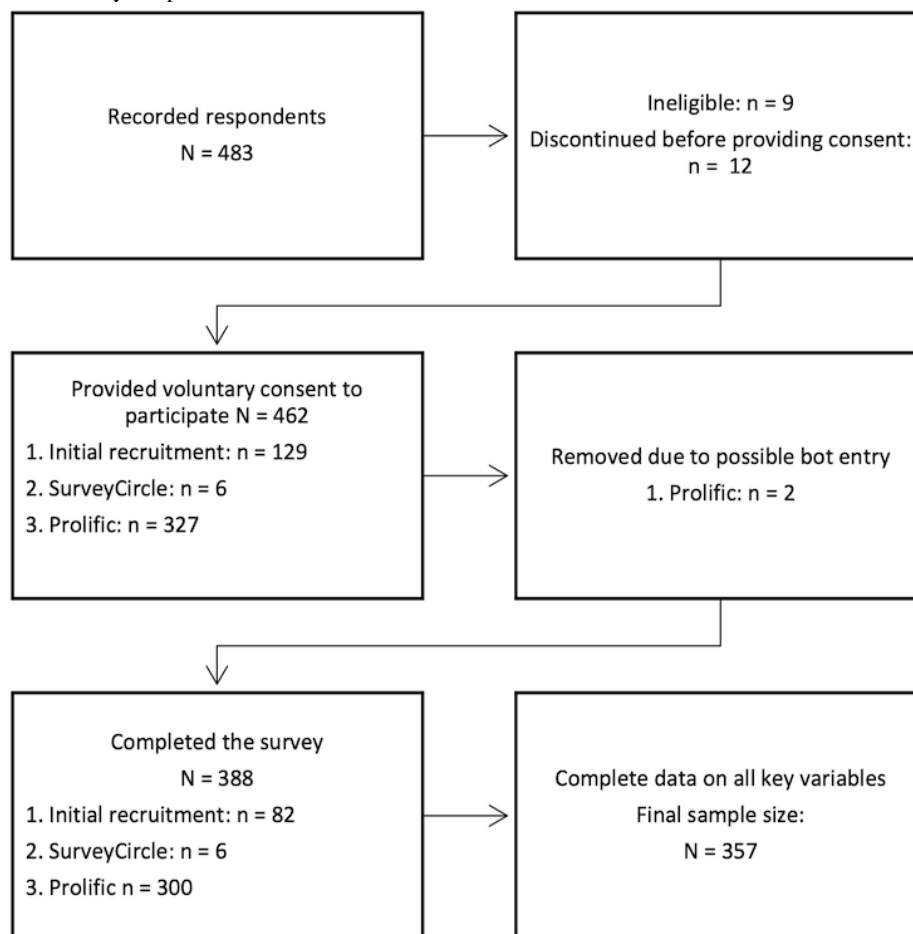 Recorded respondents
N = 483
Ineligible: n = 9
Discontinued before providing consent:
n = 12
Provided voluntary consent to
participate N = 462
1. Initial recruitment: n = 129
2. SurveyCircle: n = 6
3. Prolific: n = 327
Removed due to possible bot entry
1. Prolific: n = 2
Completed the survey
N = 388
1. Initial recruitment: n = 82
2. SurveyCircle: n = 6
3. Prolific n = 300
Complete data on all key variables
Final sample size:
N = 357